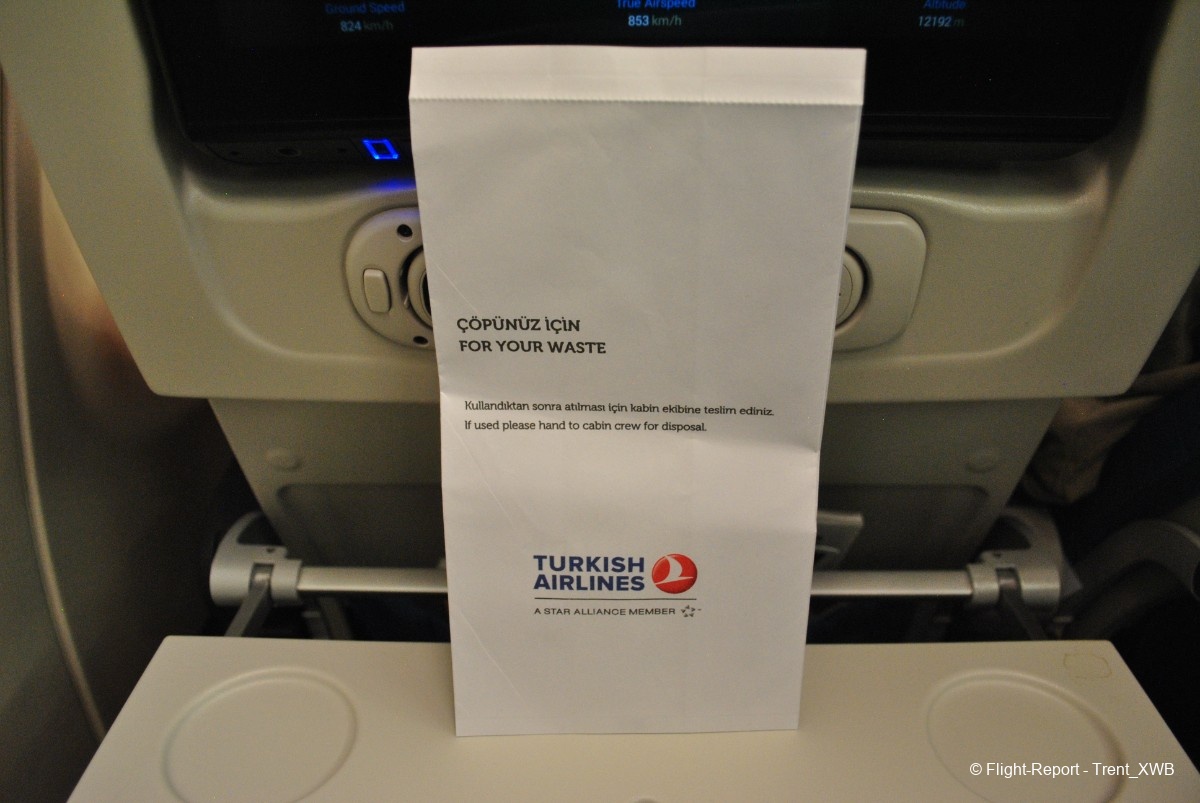 Ground Speed
824 km/h
True Airspeed
853 km/h
Altitude
12192 m
ÇÖPÜNÜZ İÇİN
FOR YOUR WASTE
Kullandıktan sonra atılması için kabin ekibine teslim ediniz.
If used please hand to cabin crew for disposal.
TURKISH
AIRLINES
A STAR ALLIANCE MEMBER
© Flight-Report - Trent_XWB